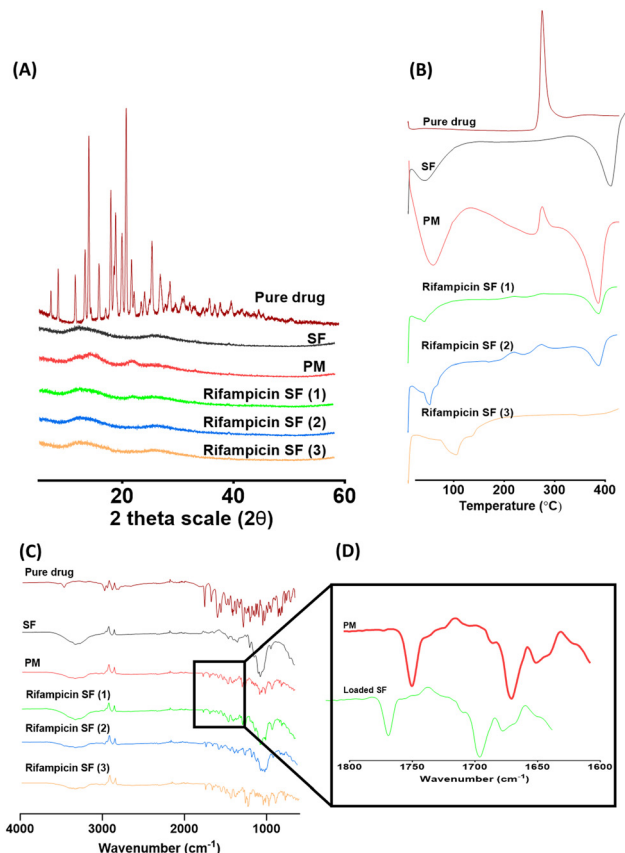 (A)
Pure drug
SF
PM
Rifampicin SF (1)
Rifampicin SF (2)
Rifampicin SF (3)
20 40 60
2 theta scale (2θ)
(B)
Pure drug
SF
PM
Rifampicin SF (1)
Rifampicin SF (2)
Rifampicin SF (3)
100 200 300 400
Temperature (°C)
(C)
Pure drug
SF
PM
Rifampicin SF (1)
Rifampicin SF (2)
Rifampicin SF (3)
4000 3000 2000 1000
Wavenumber (cm-1)
(D)
PM
Loaded SF
1800 1750 1700 1650 1600
Wavenumber (cm-1)